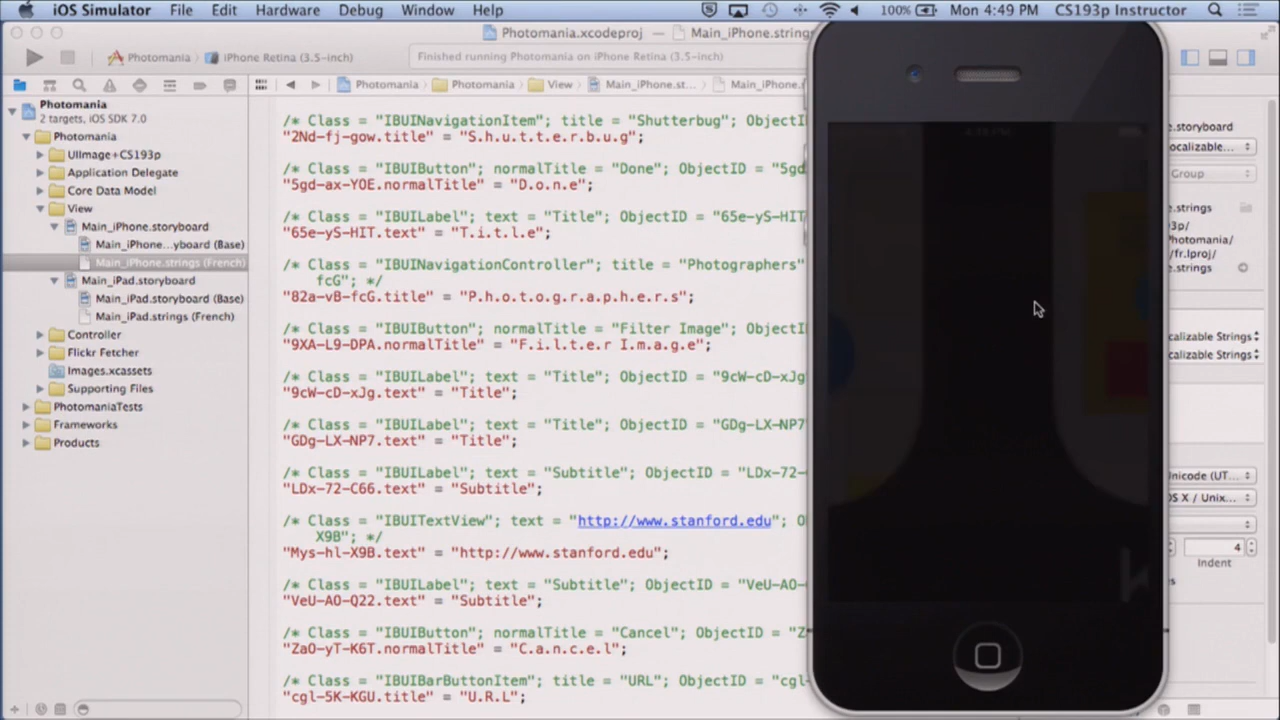 iOS Simulator File Edit Hardware Debug Window Help 100% Mon 4:49 PM CS193p Instructor
Photomania.xcodeproj — Main_iPhone.strings
Photomania iPhone Retina (3.5-inch) Finished running Photomania on iPhone Retina (3.5-inch)
Photomania Photomania View Main_iPhone.st... Main_iPhone.
Photomania
2 targets, iOS SDK 7.0
Photomania
UIImage+CS193p
Application Delegate
Core Data Model
View
Main_iPhone.storyboard
Main_iPhone...yboard (Base)
Main_iPhone.strings (French)
Main_iPad.storyboard
Main_iPad.storyboard (Base)
Main_iPad.strings (French)
Controller
Flickr Fetcher
Images.xcassets
Supporting Files
PhotomaniaTests
Frameworks
Products
/* Class = "IBUINavigationItem"; title = "Shutterbug"; ObjectI
"2Nd-fj-gow.title" = "S.h.u.t.t.e.r.b.u.g";
/* Class = "IBUIButton"; normalTitle = "Done"; ObjectID = "5gd
"5gd-ax-YOE.normalTitle" = "D.o.n.e";
/* Class = "IBUILabel"; text = "Title"; ObjectID = "65e-yS-HIT
"65e-yS-HIT.text" = "T.i.t.l.e";
/* Class = "IBUINavigationController"; title = "Photographers"
fcG"; */
"82a-vB-fcG.title" = "P.h.o.t.o.g.r.a.p.h.e.r.s";
/* Class = "IBUIButton"; normalTitle = "Filter Image"; ObjectI
"9XA-L9-DPA.normalTitle" = "F.i.l.t.e.r I.m.a.g.e";
/* Class = "IBUILabel"; text = "Title"; ObjectID = "9cW-cD-xJg
"9cW-cD-xJg.text" = "Title";
/* Class = "IBUILabel"; text = "Title"; ObjectID = "GDg-LX-NP7
"GDg-LX-NP7.text" = "Title";
/* Class = "IBUILabel"; text = "Subtitle"; ObjectID = "LDx-72-
"LDx-72-C66.text" = "Subtitle";
/* Class = "IBUITextView"; text = "http://www.stanford.edu"; O
X9B"; */
"Mys-hl-X9B.text" = "http://www.stanford.edu";
/* Class = "IBUILabel"; text = "Subtitle"; ObjectID = "VeU-AO-
"VeU-AO-Q22.text" = "Subtitle";
/* Class = "IBUIButton"; normalTitle = "Cancel"; ObjectID = "Z
"ZaO-yT-K6T.normalTitle" = "C.a.n.c.e.l";
/* Class = "IBUIBarButtonItem"; title = "URL"; ObjectID = "cgl-
"cgl-5K-KGU.title" = "U.R.L";
e.storyboard
ocalizable...
Group
e.strings
3p/
hotomania/
/fr.lproj/
e.strings
calizable Strings
calizable Strings
Unicode (UT...
OS X / Unix...
4
Indent